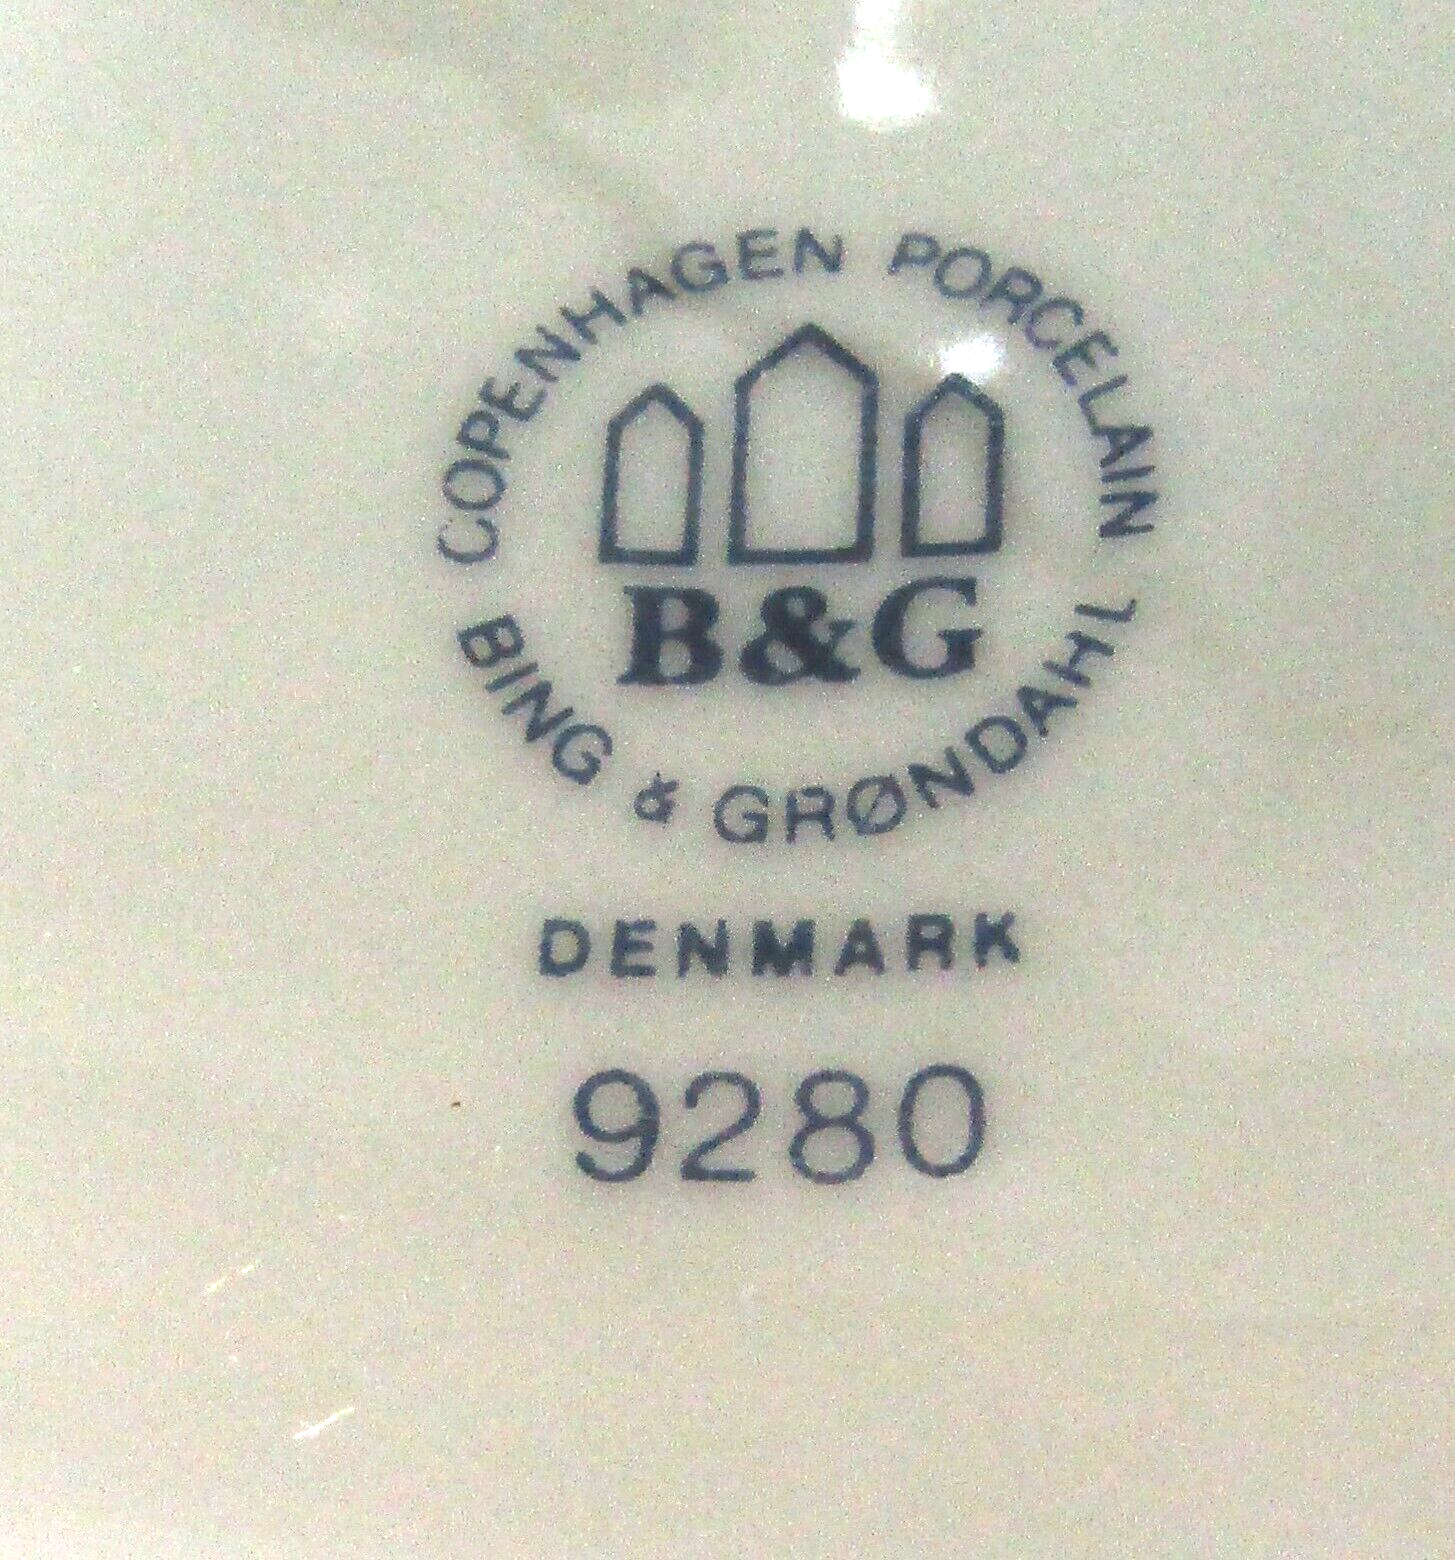 COPENHAGEN PORCELAIN
B&G
BING & GRØNDAHL
DENMARK
9280